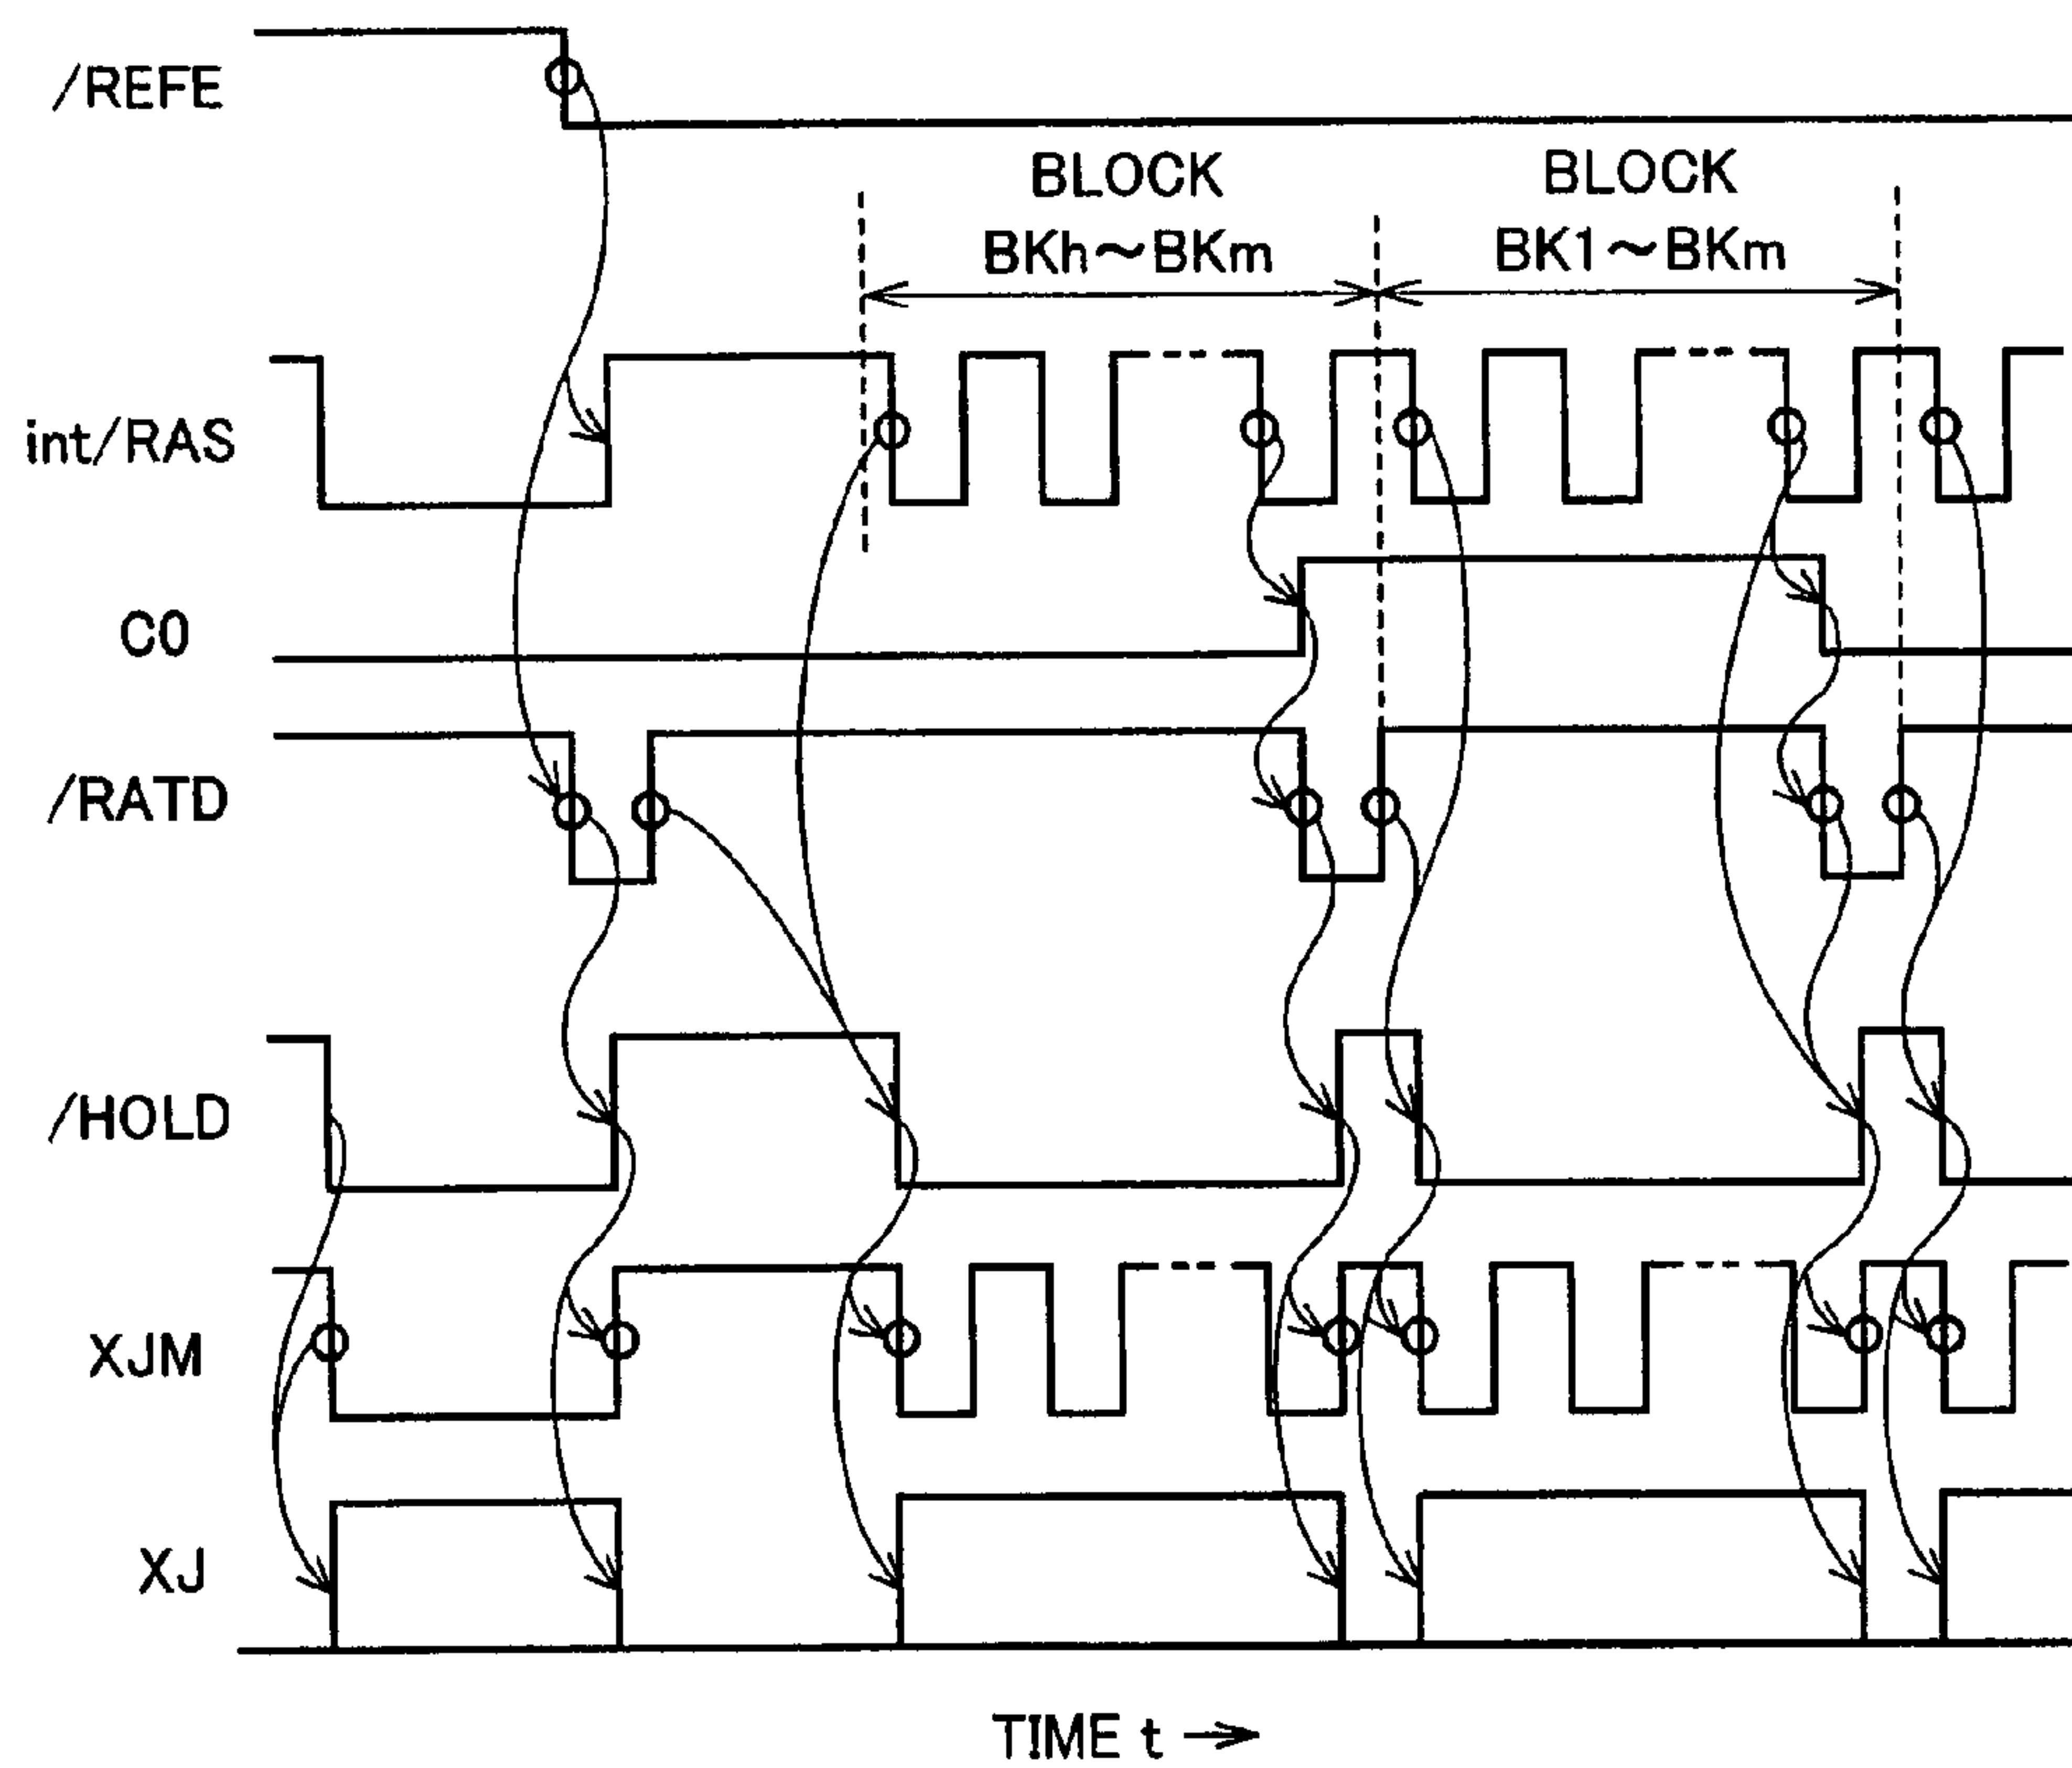 /REFE
BLOCK
BKh～BKm
BLOCK
BK1～BKm
int/RAS
C0
/RATD
/HOLD
XJM
XJ
TIME t →